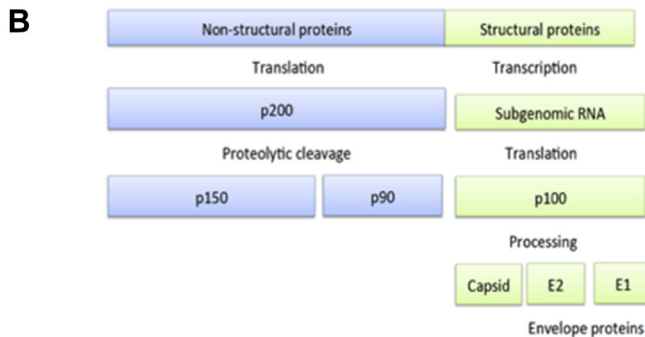 B
Non-structural proteins Structural proteins
Translation Transcription
p200 Subgenomic RNA
Proteolytic cleavage Translation
p150 p90 p100
Processing
Capsid E2 E1
Envelope proteins